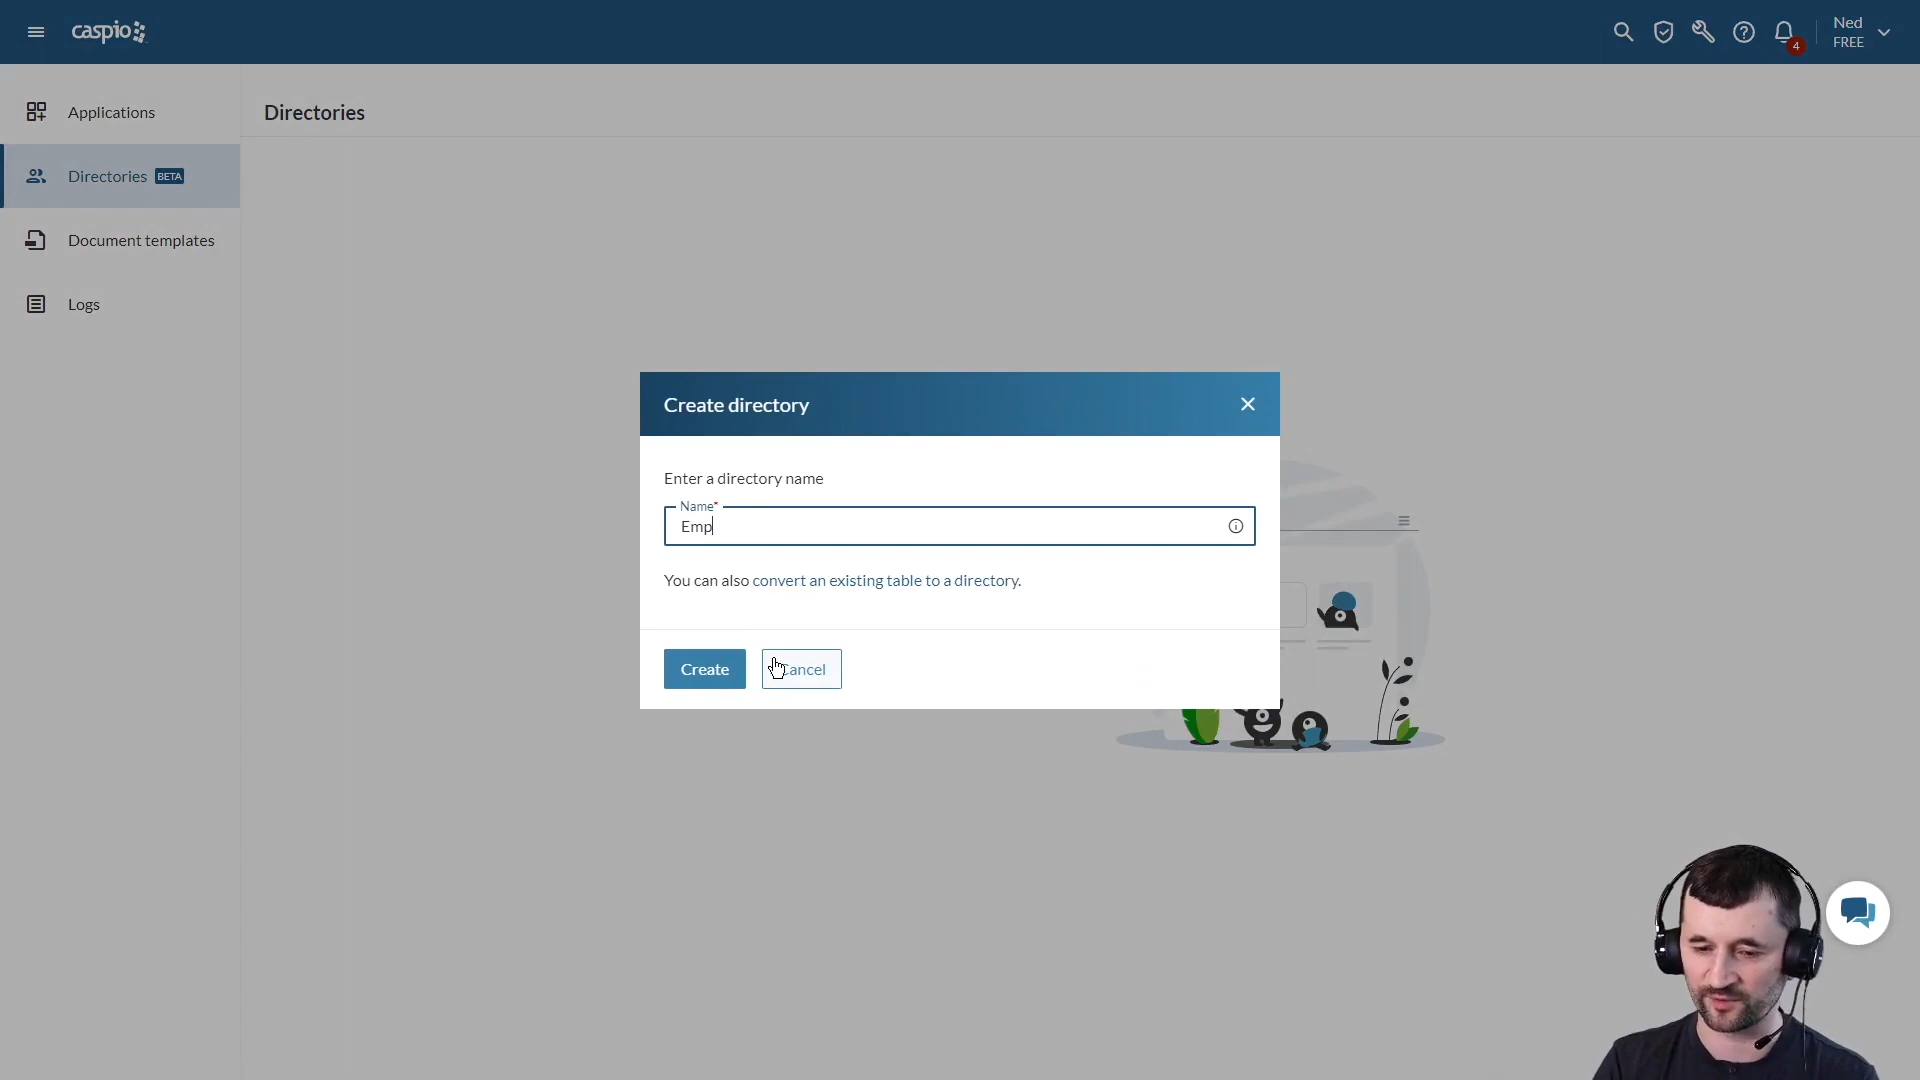 caspio
4
Ned
FREE
Applications
Directories BETA
Document templates
Logs
Directories
Create directory
Enter a directory name
Name*
Emp
You can also convert an existing table to a directory.
Create
Cancel